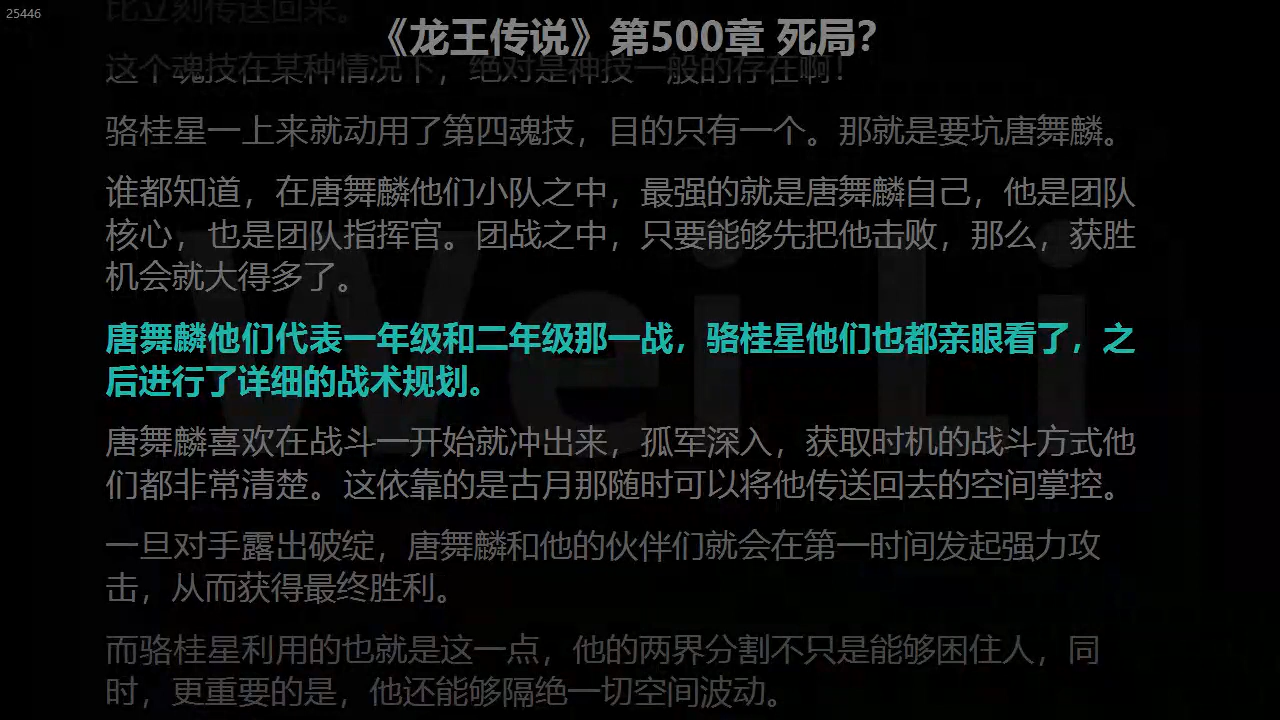 25446
比立刻传送回来。
《龙王传说》第500章 死局？
这个魂技在某种情况下，绝对是神技一般的存在啊！
骆桂星一上来就动用了第四魂技，目的只有一个。那就是要坑唐舞麟。
谁都知道，在唐舞麟他们小队之中，最强的就是唐舞麟自己，他是团队
核心，也是团队指挥官。团战之中，只要能够先把他击败，那么，获胜
机会就大得多了。
唐舞麟他们代表一年级和二年级那一战，骆桂星他们也都亲眼看了，之
后进行了详细的战术规划。
唐舞麟喜欢在战斗一开始就冲出来，孤军深入，获取时机的战斗方式他
们都非常清楚。这依靠的是古月那随时可以将他传送回去的空间掌控。
一旦对手露出破绽，唐舞麟和他的伙伴们就会在第一时间发起强力攻
击，从而获得最终胜利。
而骆桂星利用的也就是这一点，他的两界分割不只是能够困住人，同
时，更重要的是，他还能够隔绝一切空间波动。
Wei Li